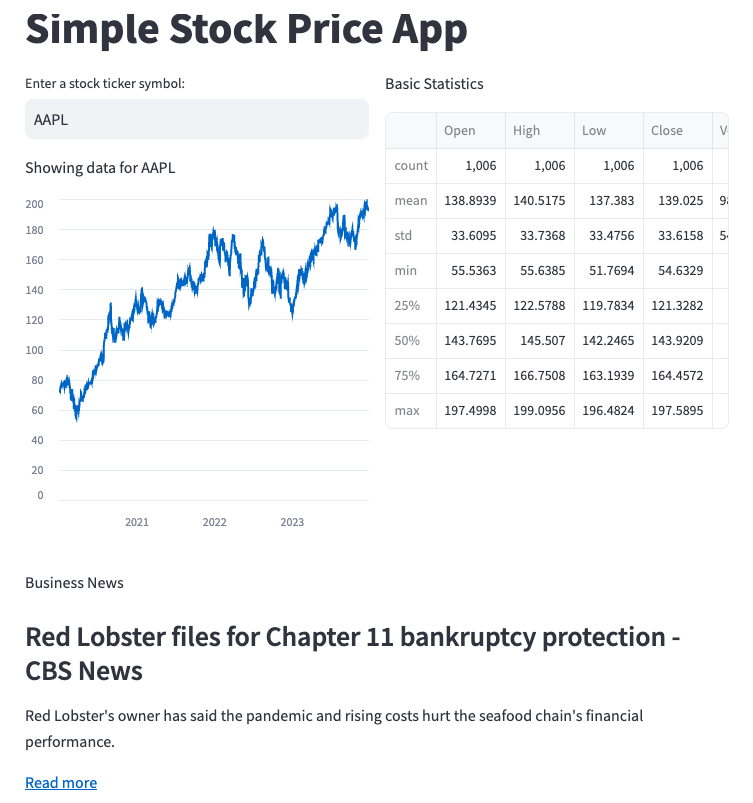 Simple Stock Price App
Enter a stock ticker symbol:
AAPL
Showing data for AAPL
200
180
160
140
120
100
80
60
40
20
0
2021 2022 2023
Basic Statistics
Open High Low Close
count 1,006 1,006 1,006 1,006
mean 138.8939 140.5175 137.383 139.025
std 33.6095 33.7368 33.4756 33.6158
min 55.5363 55.6385 51.7694 54.6329
25% 121.4345 122.5788 119.7834 121.3282
50% 143.7695 145.507 142.2465 143.9209
75% 164.7271 166.7508 163.1939 164.4572
max 197.4998 199.0956 196.4824 197.5895
Business News
Red Lobster files for Chapter 11 bankruptcy protection -
CBS News
Red Lobster's owner has said the pandemic and rising costs hurt the seafood chain's financial
performance.
Read more